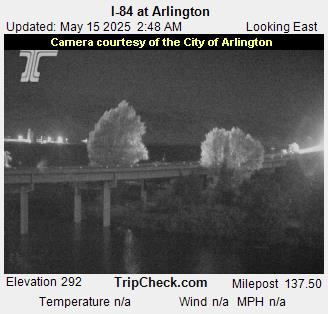 I-84 at Arlington
Updated: May 15 2025 2:48 AM Looking East
Camera courtesy of the City of Arlington
Elevation 292 TripCheck.com Milepost 137.50
Temperature n/a Wind n/a MPH n/a